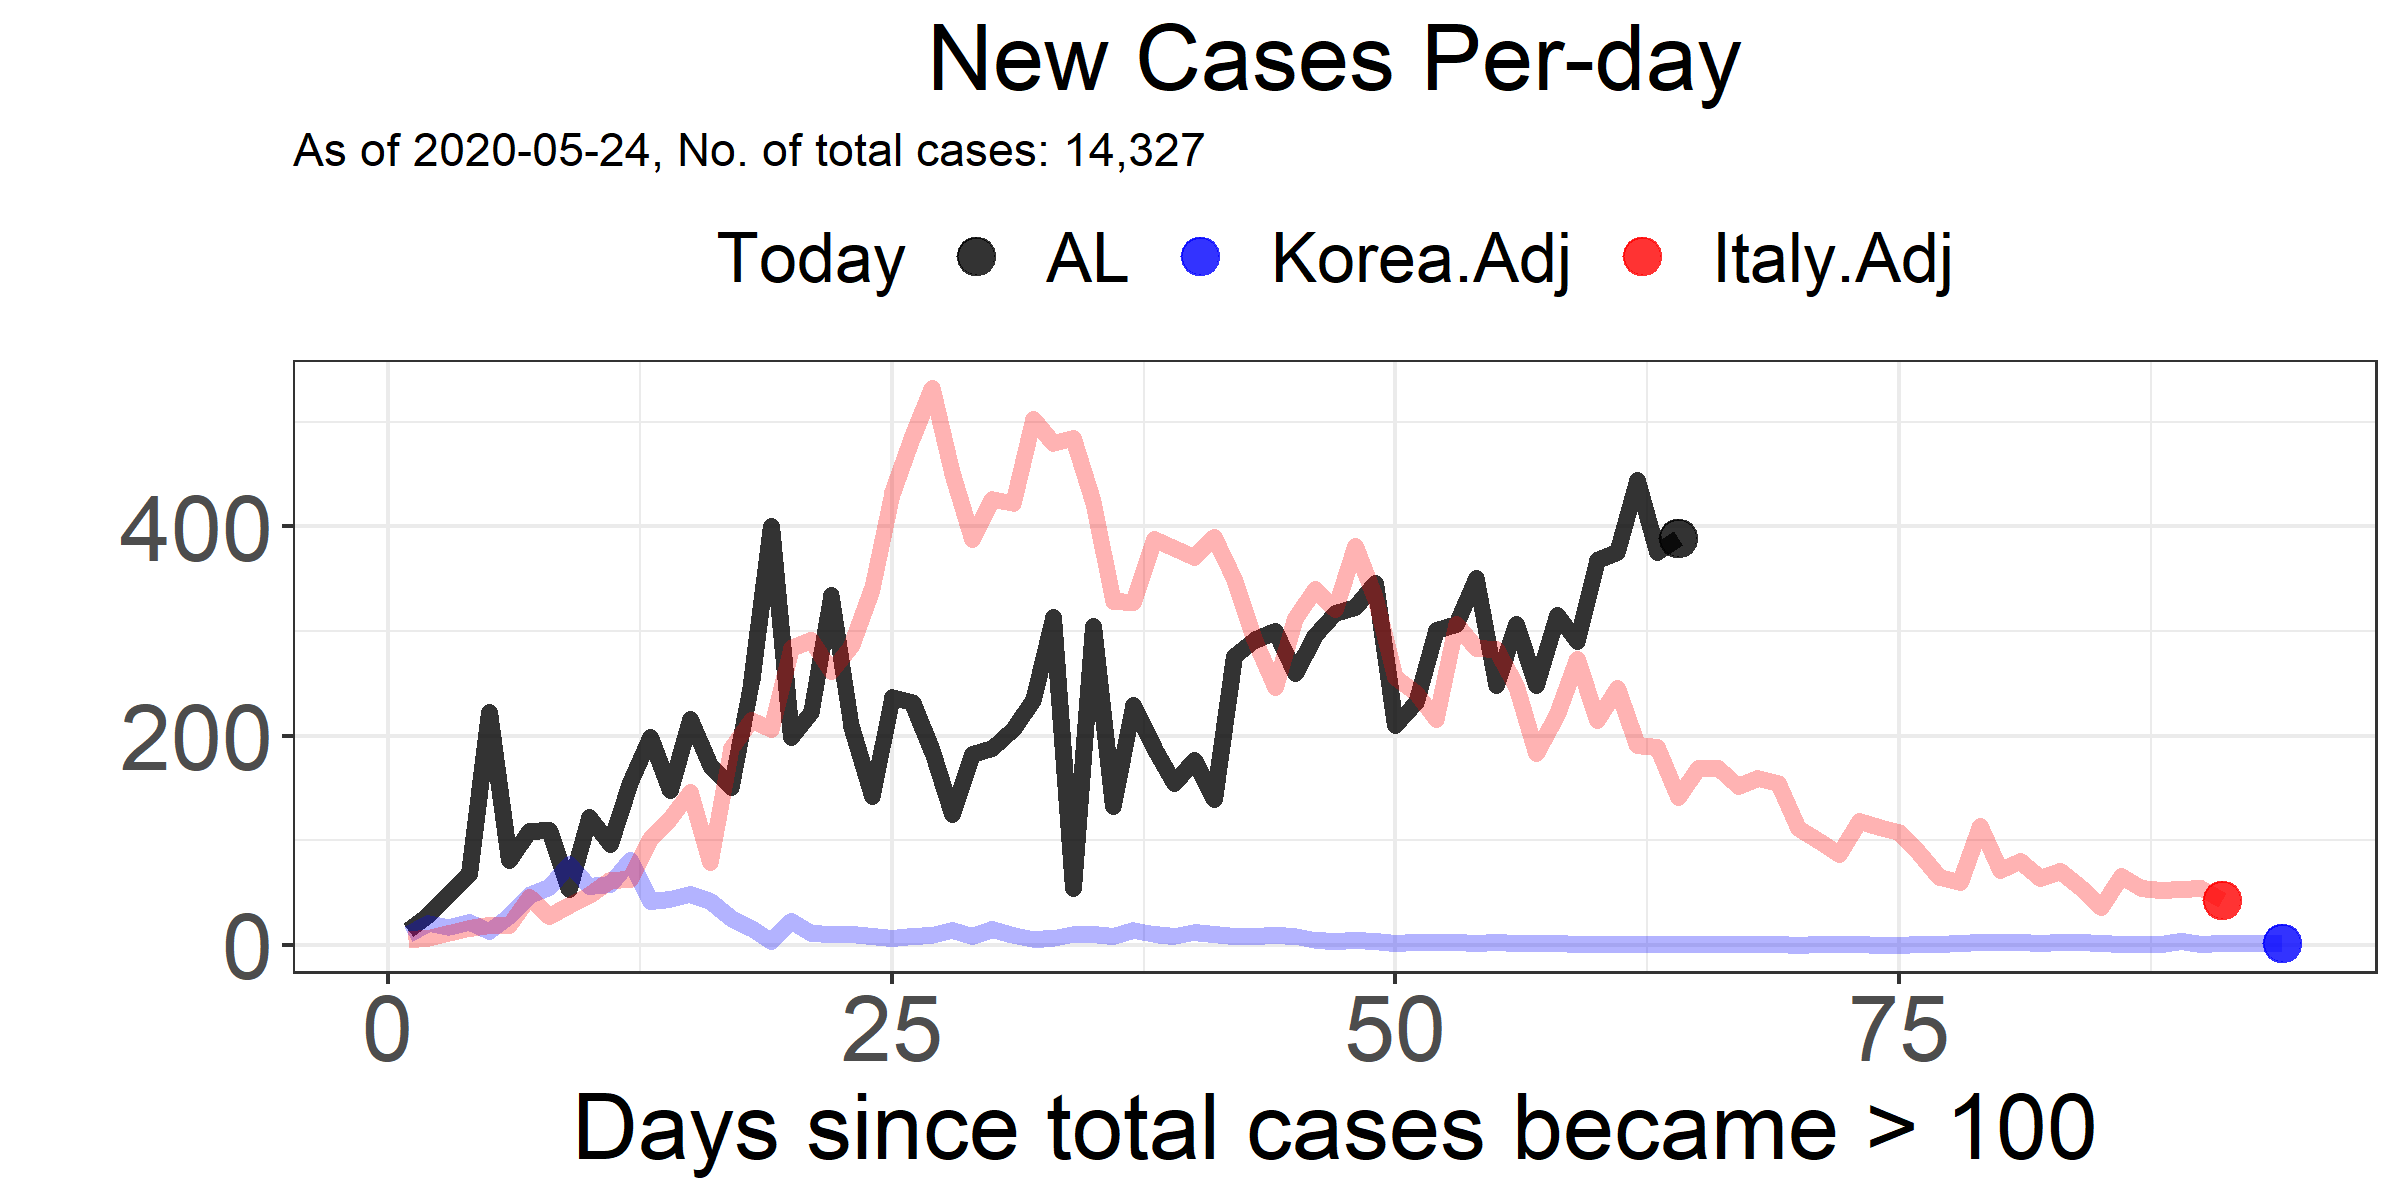 New Cases Per-day
As of 2020-05-24, No. of total cases: 14,327
Today AL Korea.Adj Italy.Adj
400
200
0
0 25 50 75
Days since total cases became > 100